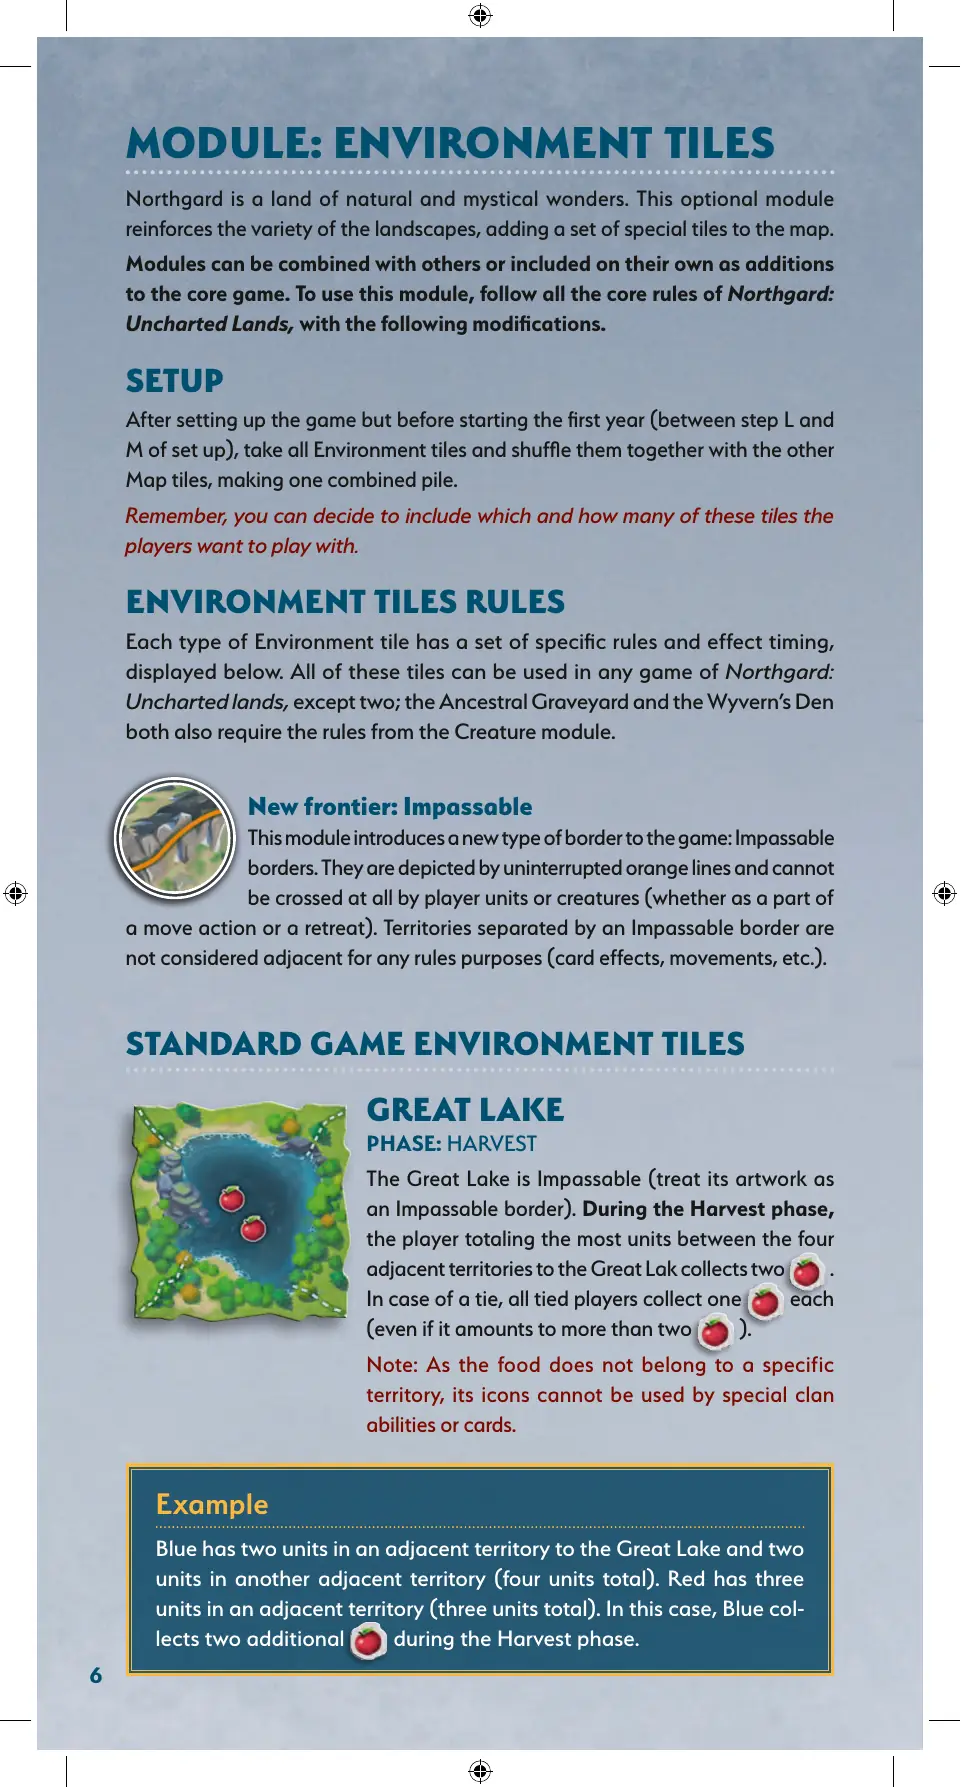 MODULE: ENVIRONMENT TILES
Northgard is a land of natural and mystical wonders. This optional module
reinforces the variety of the landscapes, adding a set of special tiles to the map.
Modules can be combined with others or included on their own as additions
to the core game. To use this module, follow all the core rules of Northgard:
Uncharted Lands, with the following modifications.
SETUP
After setting up the game but before starting the first year (between step L and
M of set up), take all Environment tiles and shuffle them together with the other
Map tiles, making one combined pile.
Remember, you can decide to include which and how many of these tiles the
players want to play with.
ENVIRONMENT TILES RULES
Each type of Environment tile has a set of specific rules and effect timing,
displayed below. All of these tiles can be used in any game of Northgard:
Uncharted lands, except two; the Ancestral Graveyard and the Wyvern's Den
both also require the rules from the Creature module.
New frontier: Impassable
This module introduces a new type of border to the game: Impassable
borders. They are depicted by uninterrupted orange lines and cannot
be crossed at all by player units or creatures (whether as a part of
a move action or a retreat). Territories separated by an Impassable border are
not considered adjacent for any rules purposes (card effects, movements, etc.).
STANDARD GAME ENVIRONMENT TILES
GREAT LAKE
PHASE: HARVEST
The Great Lake is Impassable (treat its artwork as
an Impassable border). During the Harvest phase,
the player totaling the most units between the four
adjacent territories to the Great Lak collects two .
In case of a tie, all tied players collect one each
(even if it amounts to more than two ).
Note: As the food does not belong to a specific
territory, its icons cannot be used by special clan
abilities or cards.
Example
Blue has two units in an adjacent territory to the Great Lake and two
units in another adjacent territory (four units total). Red has three
units in an adjacent territory (three units total). In this case, Blue col-
lects two additional during the Harvest phase.
6